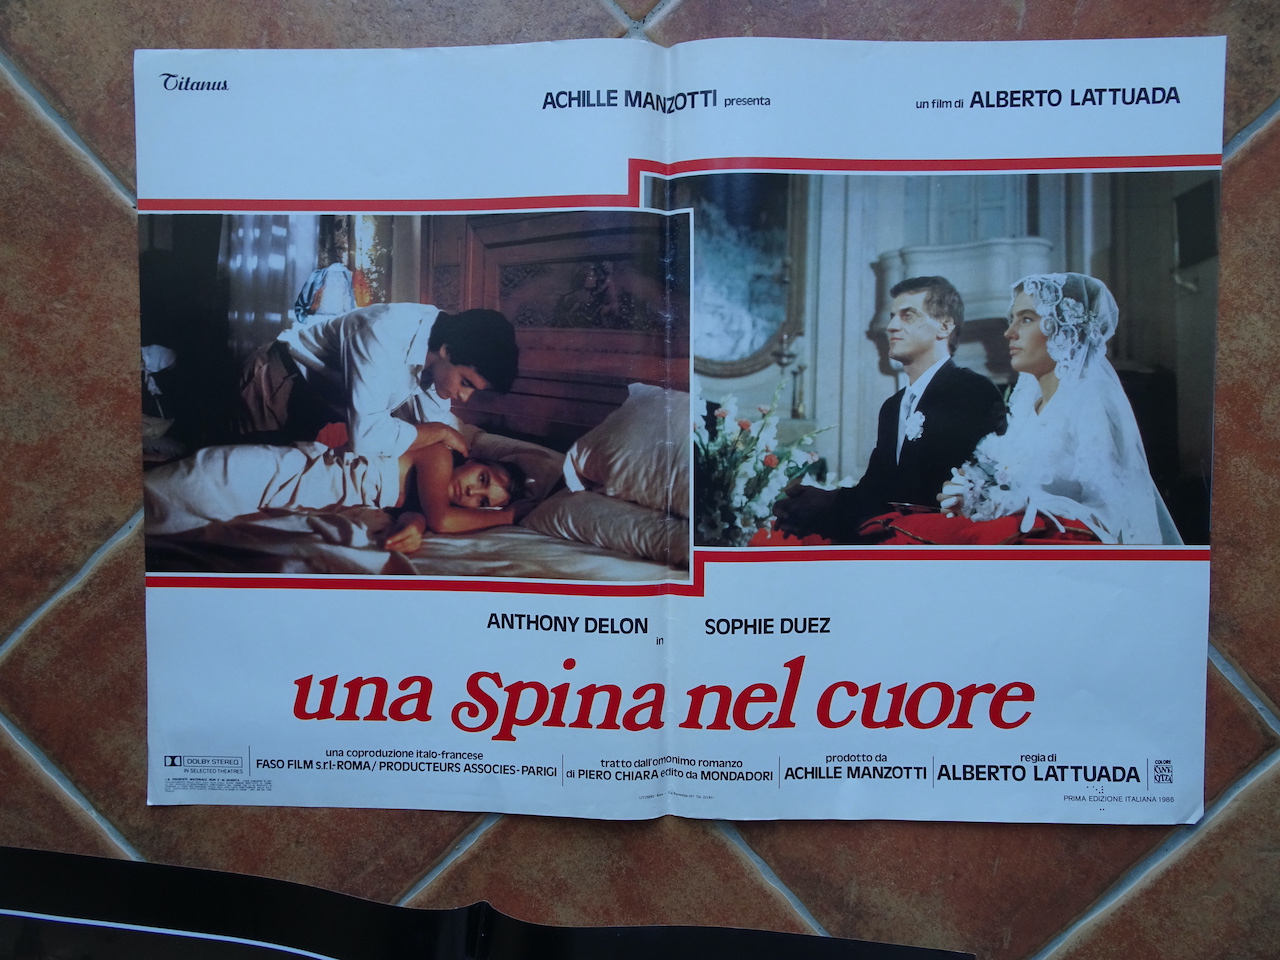 Titanus
ACHILLE MANZOTTI presenta
un film di ALBERTO LATTUADA
ANTHONY DELON
in
SOPHIE DUEZ
una spina nel cuore
DOLBY STEREO
IN SELECTED THEATRES
una coproduzione italo-francese
FASO FILM s.r.l-ROMA/ PRODUCTEURS ASSOCIES-PARIGI
tratto dall'omonimo romanzo
di PIERO CHIARA edito da MONDADORI
prodotto da
ACHILLE MANZOTTI
regia di
ALBERTO LATTUADA
COLORE
CINECITTÀ
PRIMA EDIZIONE ITALIANA 1986